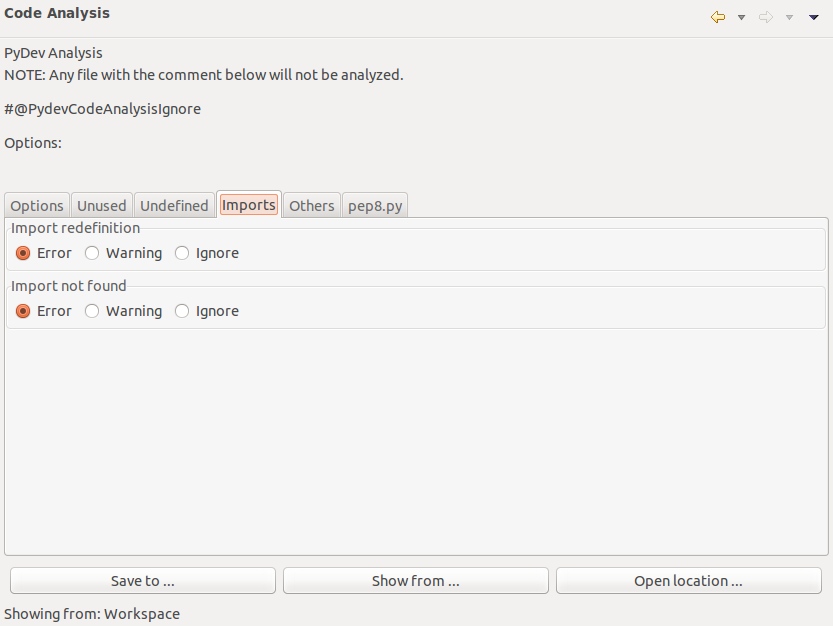 Code Analysis
PyDev Analysis
NOTE: Any file with the comment below will not be analyzed.
#@PydevCodeAnalysisIgnore
Options:
Options Unused Undefined Imports Others pep8.py
Import redefinition
Error Warning Ignore
Import not found
Error Warning Ignore
Save to ... Show from ... Open location ...
Showing from: Workspace